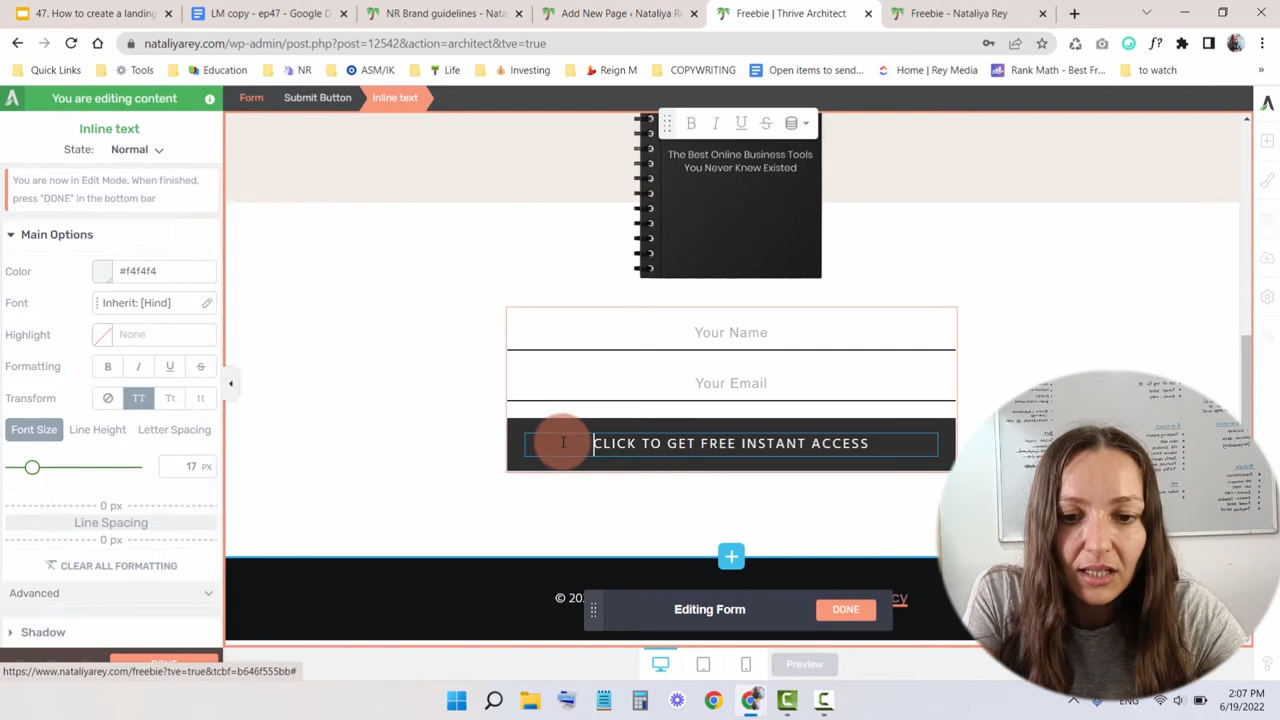 47. How to create a landing
LM copy - ep47 - Google D
NR Brand guidelines - Natali
Add New Page ‹ Nataliya R
Freebie | Thrive Architect
Freebie - Nataliya Rey
nataliyarey.com/wp-admin/post.php?post=12542&action=architect&tve=true
Quick Links
Tools
Education
NR
ASM/IK
Life
Investing
Reign M
COPYWRITING
Open items to send...
Home | Rey Media
Rank Math - Best Fr...
to watch
»
You are editing content
Form
Submit Button
Inline text
Inline text
State: Normal
You are now in Edit Mode. When finished,
press "DONE" in the bottom bar
Main Options
Color
#f4f4f4
Font
Inherit: [Hind]
Highlight
None
Formatting
B
I
U
S
Transform
TT
Tt
tt
Font Size
Line Height
Letter Spacing
17 PX
0 px
Line Spacing
0 px
CLEAR ALL FORMATTING
Advanced
Shadow
B I U S
The Best Online Business Tools
You Never Knew Existed
Your Name
Your Email
CLICK TO GET FREE INSTANT ACCESS
© 20
cy
Editing Form
DONE
Preview
https://www.nataliyarey.com/freebie?tve=true&tcbf=b646f555bb#
ENG
2:07 PM
6/19/2022